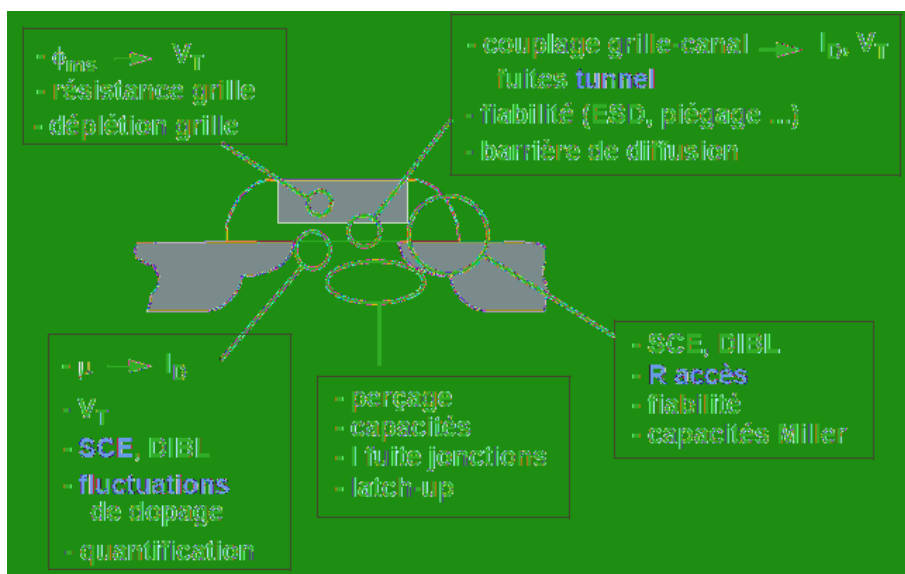 - ϕms → VT
- résistance grille
- déplétion grille
- couplage grille-canal → ID, VT
fuites tunnel
- fiabilité (ESD, piégage ...)
- barrière de diffusion
- μ → ID
- VT
- SCE, DIBL
- fluctuations
de dopage
- quantification
- perçage
- capacités
- I fuite jonctions
- latch-up
- SCE, DIBL
- R accès
- fiabilité
- capacités Miller